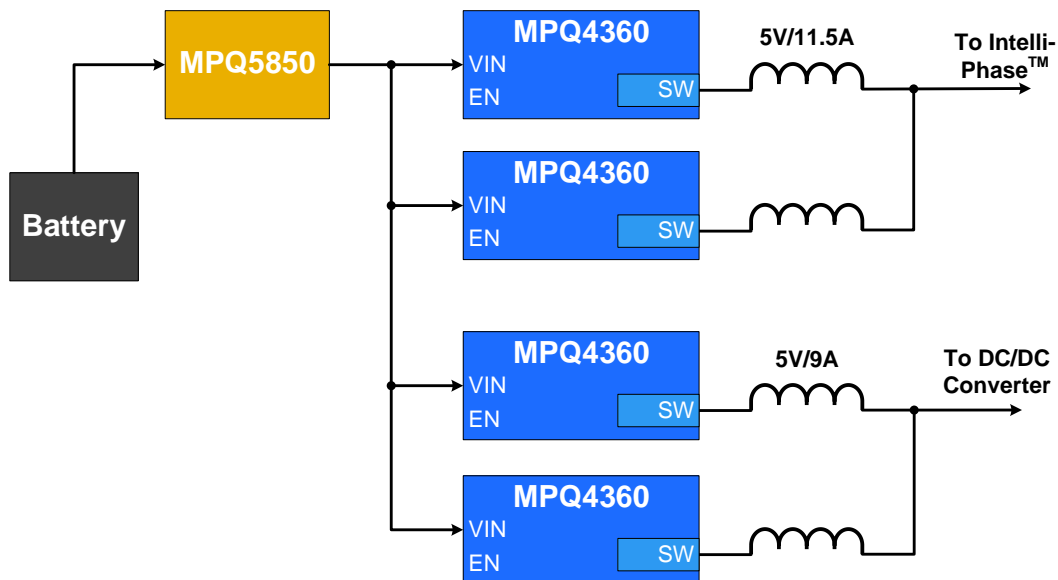 MPQ5850
Battery
MPQ4360
VIN
EN
SW
5V/11.5A
To Intelli-
Phase™
MPQ4360
VIN
EN
SW
MPQ4360
VIN
EN
SW
5V/9A
To DC/DC
Converter
MPQ4360
VIN
EN
SW